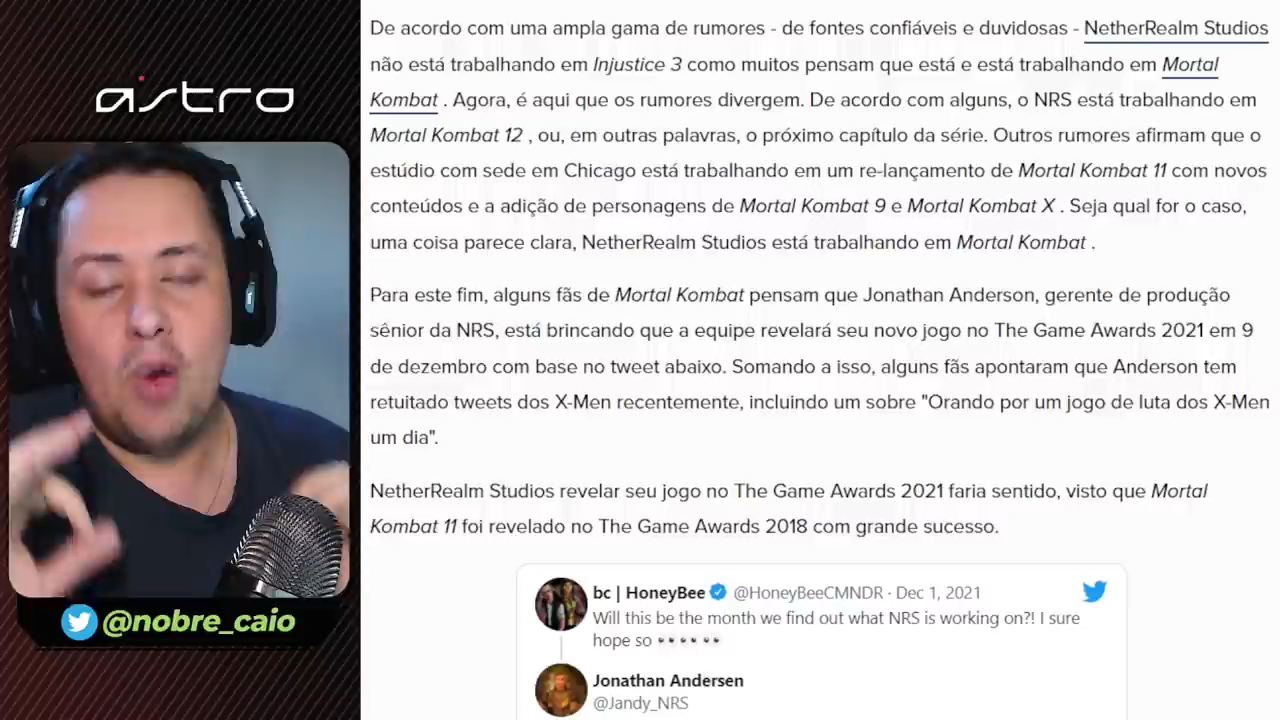 astro
@nobre_caio
De acordo com uma ampla gama de rumores - de fontes confiáveis e duvidosas - NetherRealm Studios
não está trabalhando em Injustice 3 como muitos pensam que está e está trabalhando em Mortal
Kombat . Agora, é aqui que os rumores divergem. De acordo com alguns, o NRS está trabalhando em
Mortal Kombat 12 , ou, em outras palavras, o próximo capítulo da série. Outros rumores afirmam que o
estúdio com sede em Chicago está trabalhando em um re-lançamento de Mortal Kombat 11 com novos
conteúdos e a adição de personagens de Mortal Kombat 9 e Mortal Kombat X . Seja qual for o caso,
uma coisa parece clara, NetherRealm Studios está trabalhando em Mortal Kombat .
Para este fim, alguns fãs de Mortal Kombat pensam que Jonathan Anderson, gerente de produção
sênior da NRS, está brincando que a equipe revelará seu novo jogo no The Game Awards 2021 em 9
de dezembro com base no tweet abaixo. Somando a isso, alguns fãs apontaram que Anderson tem
retuitado tweets dos X-Men recentemente, incluindo um sobre "Orando por um jogo de luta dos X-Men
um dia".
NetherRealm Studios revelar seu jogo no The Game Awards 2021 faria sentido, visto que Mortal
Kombat 11 foi revelado no The Game Awards 2018 com grande sucesso.
bc | HoneyBee @HoneyBeeCMNDR · Dec 1, 2021
Will this be the month we find out what NRS is working on?! I sure
hope so 👀👀👀
Jonathan Andersen
@Jandy_NRS